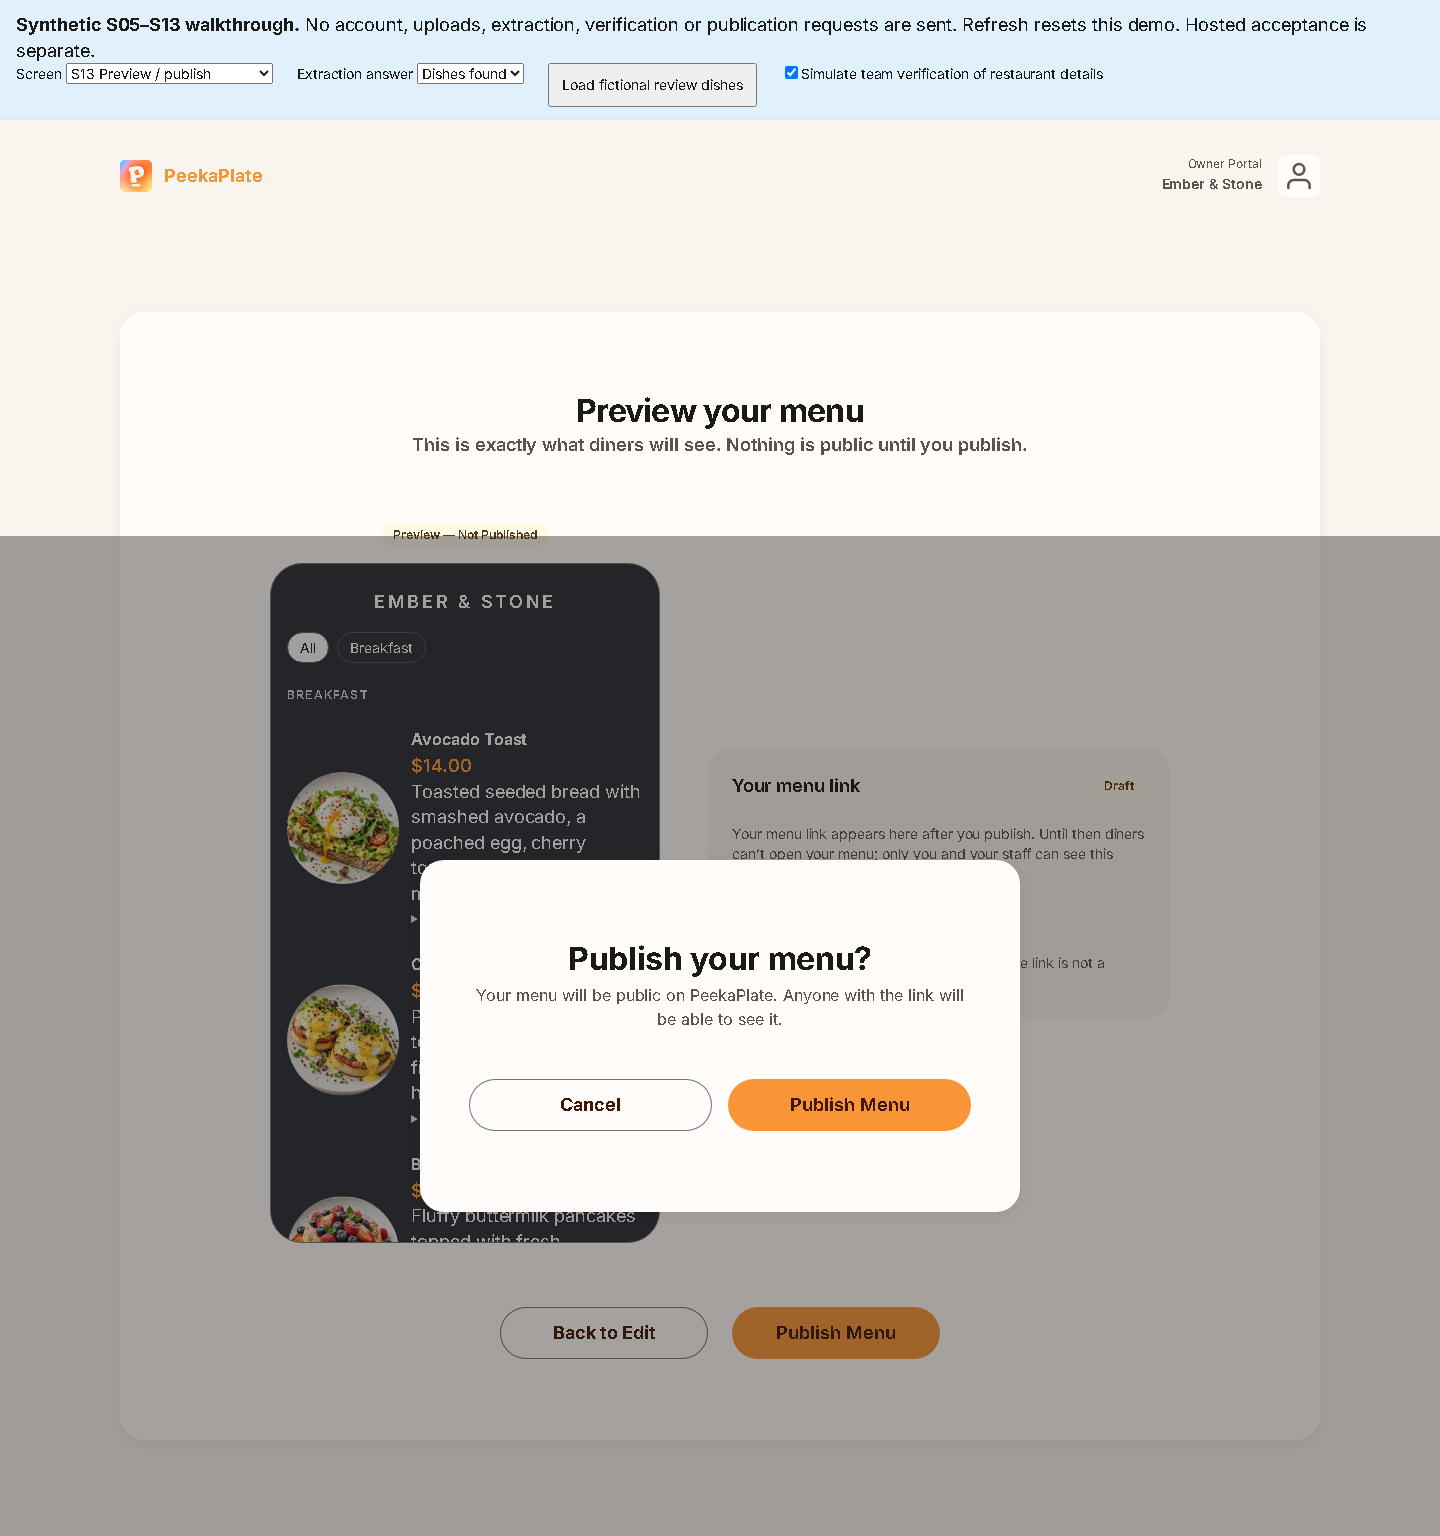 Synthetic S05–S13 walkthrough. No account, uploads, extraction, verification or publication requests are sent. Refresh resets this demo. Hosted acceptance is
separate.
Screen S13 Preview / publish Extraction answer Dishes found Load fictional review dishes Simulate team verification of restaurant details
PeekaPlate
Owner Portal
Ember & Stone
Preview your menu
This is exactly what diners will see. Nothing is public until you publish.
Preview — Not Published
EMBER & STONE
All Breakfast
BREAKFAST
Avocado Toast
$14.00
Toasted seeded bread with
smashed avocado, a
poached egg, cherry
Your menu link Draft
Your menu link appears here after you publish. Until then diners
can't open your menu; only you and your staff can see this
link is not a
Publish your menu?
Your menu will be public on PeekaPlate. Anyone with the link will
be able to see it.
Cancel Publish Menu
Fluffy buttermilk pancakes
topped with fresh
Back to Edit Publish Menu